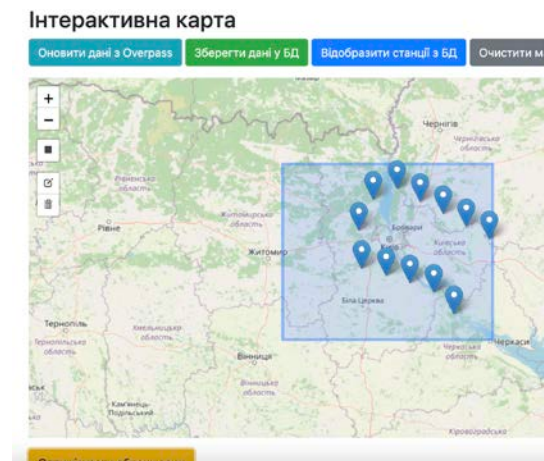 Інтерактивна карта
Оновити дані з Overpass
Зберегти дані у БД
Відобразити станції з БД
Очистити
+
−
Чернігів
Чернігівська
область
Рівненська
область
Рівне
Житомирська
область
Житомир
Бровари
Київ
Київська
область
Біла Церква
Тернопіль
Тернопільська
область
Хмельницька
область
Вінниця
Вінницька
область
Черкаси
Черкаська
область
Кам'янець-
Подільський
Кіровоградська